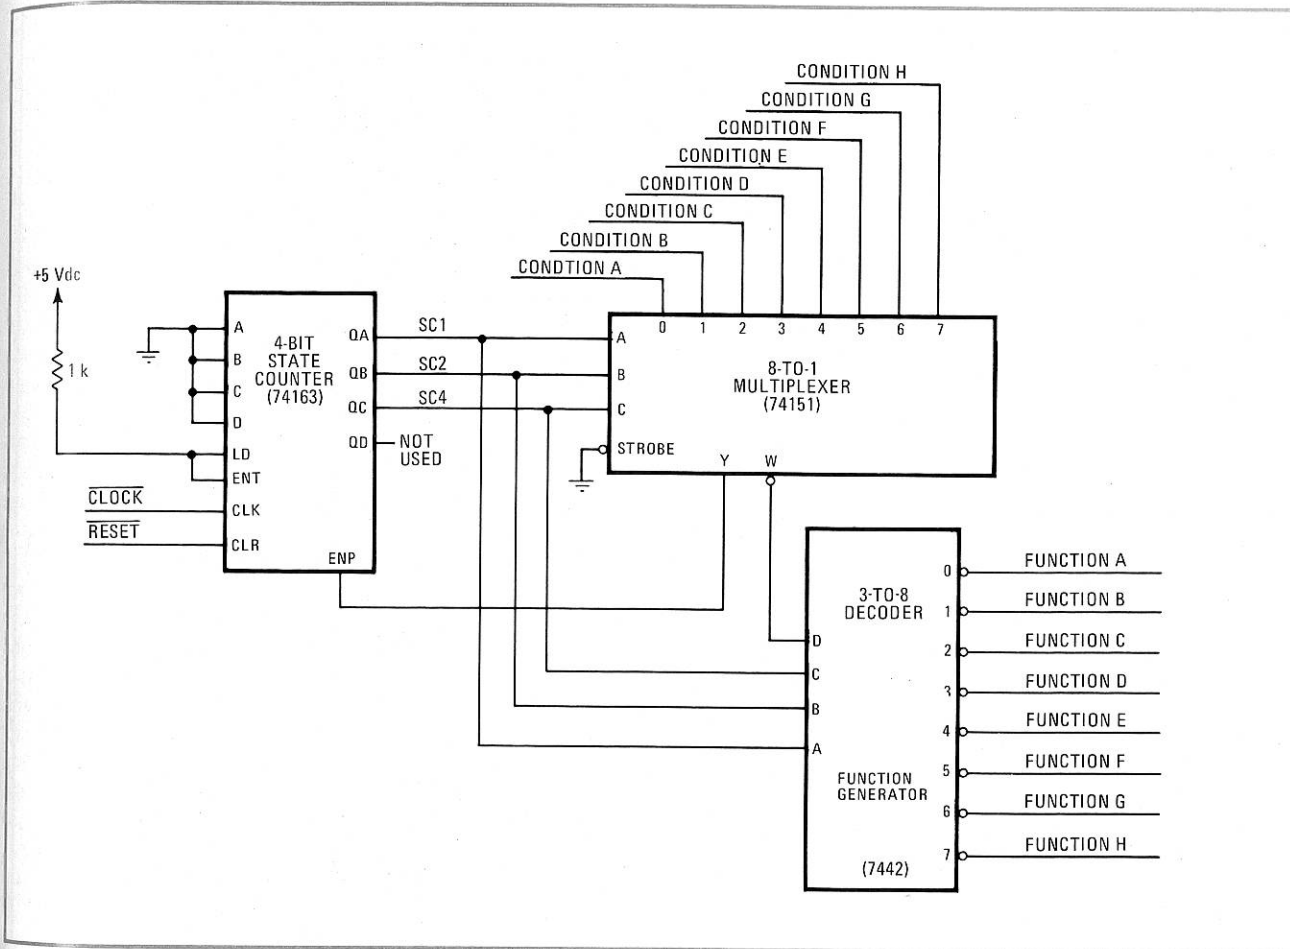 CONDITION H
CONDITION G
CONDITION F
CONDITION E
CONDITION D
CONDITION C
CONDITION B
CONDTION A
+5 Vdc
1 k
A
B
C
D
LD
ENT
CLK
CLR
CLOCK
RESET
4-BIT
STATE
COUNTER
(74163)
QA
QB
QC
QD
ENP
SC1
SC2
SC4
NOT
USED
0 1 2 3 4 5 6 7
A
B
C
STROBE
8-TO-1
MULTIPLEXER
(74151)
Y W
3-TO-8
DECODER
D
C
B
A
FUNCTION
GENERATOR
(7442)
0 FUNCTION A
1 FUNCTION B
2 FUNCTION C
3 FUNCTION D
4 FUNCTION E
5 FUNCTION F
6 FUNCTION G
7 FUNCTION H